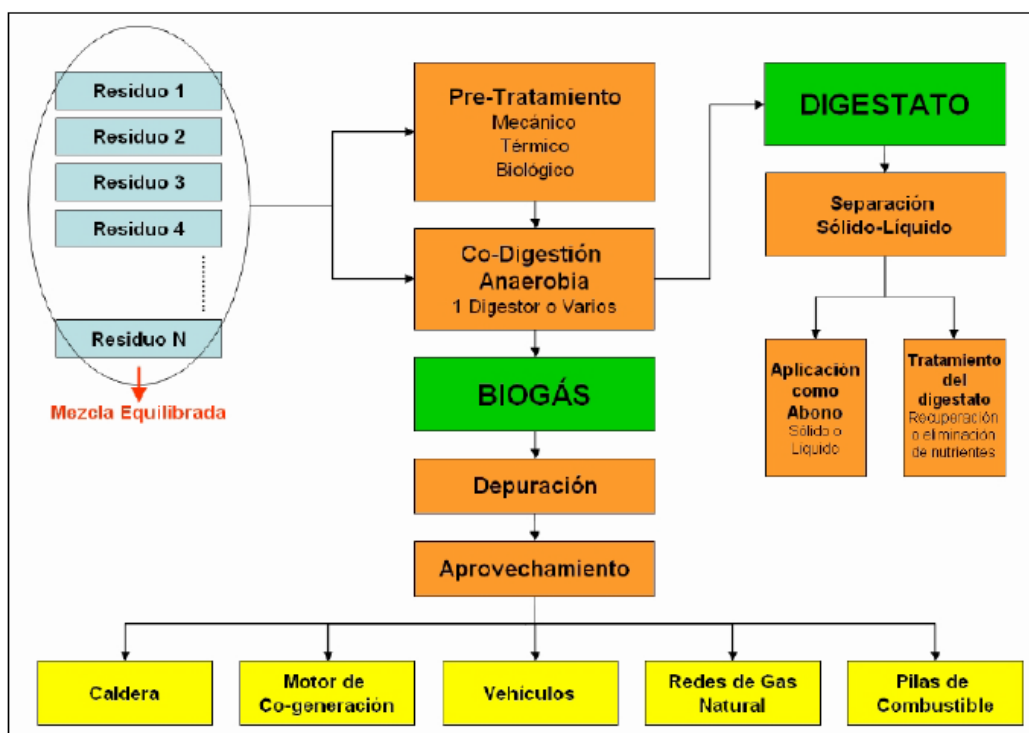 Residuo 1
Residuo 2
Residuo 3
Residuo 4
Residuo N
Mezcla Equilibrada
Pre-Tratamiento
Mecánico
Térmico
Biológico
Co-Digestión
Anaerobia
1 Digestor o Varios
BIOGÁS
Depuración
Aprovechamiento
DIGESTATO
Separación
Sólido-Líquido
Aplicación
como
Abono
Sólido o
Líquido
Tratamiento
del
digestato
Recuperación
o eliminación
de nutrientes
Caldera
Motor de
Co-generación
Vehículos
Redes de Gas
Natural
Pilas de
Combustible